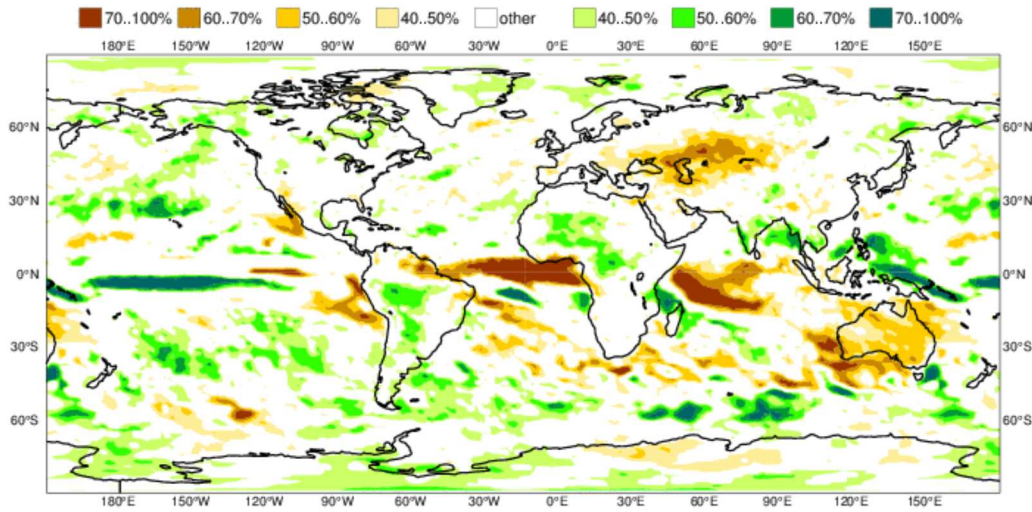 70..100% 60..70% 50..60% 40..50% other 40..50% 50..60% 60..70% 70..100%
180°E 150°W 120°W 90°W 60°W 30°W 0°E 30°E 60°E 90°E 120°E 150°E
60°N 60°N
30°N 30°N
0°N 0°N
30°S 30°S
60°S 60°S
180°E 150°W 120°W 90°W 60°W 30°W 0°E 30°E 60°E 90°E 120°E 150°E